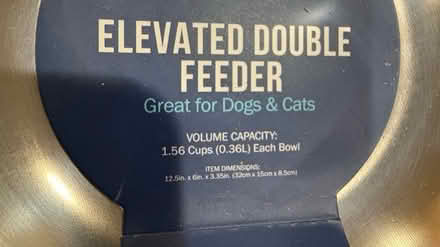 ELEVATED DOUBLE
FEEDER
Great for Dogs & Cats
VOLUME CAPACITY:
1.56 Cups (0.36L) Each Bowl
ITEM DIMENSIONS:
12.5in. x 6in. x 3.35in. (32cm x 15cm x 8.5cm)